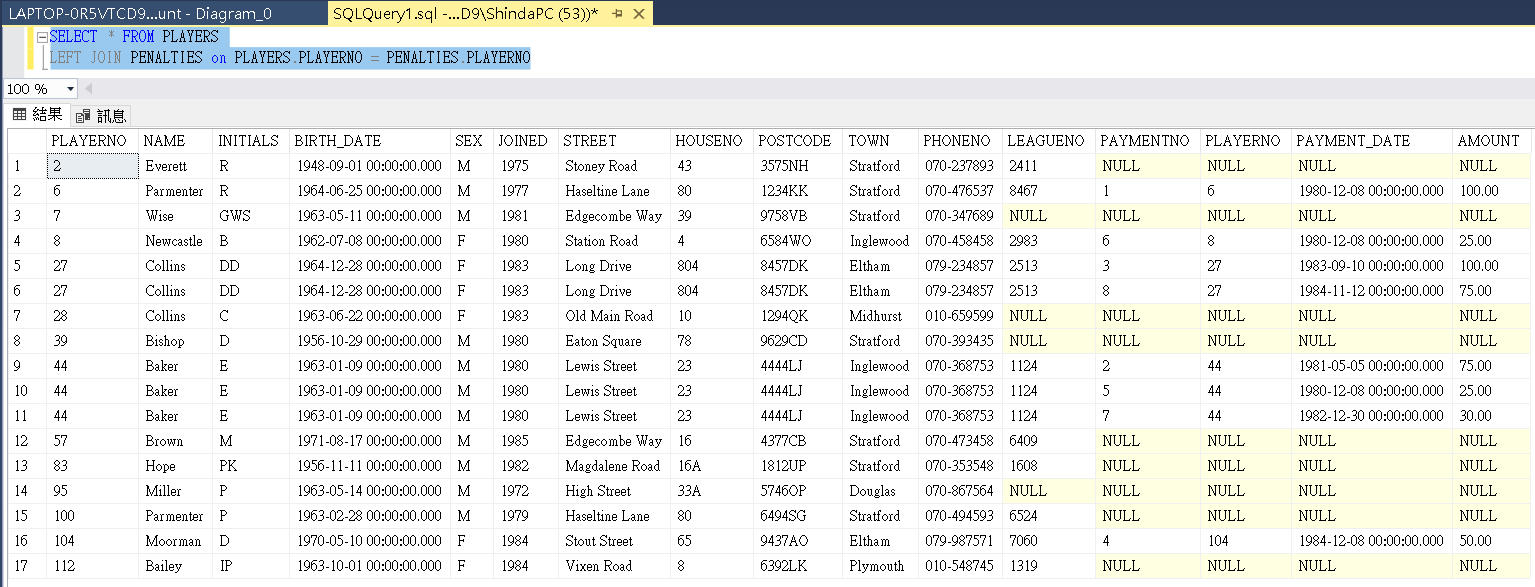 LAPTOP-0R5VTCD9...unt - Diagram_0 SQLQuery1.sql -...D9\ShindaPC (53))*
SELECT * FROM PLAYERS
LEFT JOIN PENALTIES on PLAYERS.PLAYERNO = PENALTIES.PLAYERNO
100 %
結果 訊息
PLAYERNO NAME INITIALS BIRTH_DATE SEX JOINED STREET HOUSENO POSTCODE TOWN PHONENO LEAGUENO PAYMENTNO PLAYERNO PAYMENT_DATE AMOUNT
1 2 Everett R 1948-09-01 00:00:00.000 M 1975 Stoney Road 43 3575NH Stratford 070-237893 2411 NULL NULL NULL NULL
2 6 Parmenter R 1964-06-25 00:00:00.000 M 1977 Haseltine Lane 80 1234KK Stratford 070-476537 8467 1 6 1980-12-08 00:00:00.000 100.00
3 7 Wise GWS 1963-05-11 00:00:00.000 M 1981 Edgecombe Way 39 9758VB Stratford 070-347689 NULL NULL NULL NULL NULL
4 8 Newcastle B 1962-07-08 00:00:00.000 F 1980 Station Road 4 6584WO Inglewood 070-458458 2983 6 8 1980-12-08 00:00:00.000 25.00
5 27 Collins DD 1964-12-28 00:00:00.000 F 1983 Long Drive 804 8457DK Eltham 079-234857 2513 3 27 1983-09-10 00:00:00.000 100.00
6 27 Collins DD 1964-12-28 00:00:00.000 F 1983 Long Drive 804 8457DK Eltham 079-234857 2513 8 27 1984-11-12 00:00:00.000 75.00
7 28 Collins C 1963-06-22 00:00:00.000 F 1983 Old Main Road 10 1294QK Midhurst 010-659599 NULL NULL NULL NULL NULL
8 39 Bishop D 1956-10-29 00:00:00.000 M 1980 Eaton Square 78 9629CD Stratford 070-393435 NULL NULL NULL NULL NULL
9 44 Baker E 1963-01-09 00:00:00.000 M 1980 Lewis Street 23 4444LJ Inglewood 070-368753 1124 2 44 1981-05-05 00:00:00.000 75.00
10 44 Baker E 1963-01-09 00:00:00.000 M 1980 Lewis Street 23 4444LJ Inglewood 070-368753 1124 5 44 1980-12-08 00:00:00.000 25.00
11 44 Baker E 1963-01-09 00:00:00.000 M 1980 Lewis Street 23 4444LJ Inglewood 070-368753 1124 7 44 1982-12-30 00:00:00.000 30.00
12 57 Brown M 1971-08-17 00:00:00.000 M 1985 Edgecombe Way 16 4377CB Stratford 070-473458 6409 NULL NULL NULL NULL
13 83 Hope PK 1956-11-11 00:00:00.000 M 1982 Magdalene Road 16A 1812UP Stratford 070-353548 1608 NULL NULL NULL NULL
14 95 Miller P 1963-05-14 00:00:00.000 M 1972 High Street 33A 5746OP Douglas 070-867564 NULL NULL NULL NULL NULL
15 100 Parmenter P 1963-02-28 00:00:00.000 M 1979 Haseltine Lane 80 6494SG Stratford 070-494593 6524 NULL NULL NULL NULL
16 104 Moorman D 1970-05-10 00:00:00.000 F 1984 Stout Street 65 9437AO Eltham 079-987571 7060 4 104 1984-12-08 00:00:00.000 50.00
17 112 Bailey IP 1963-10-01 00:00:00.000 F 1984 Vixen Road 8 6392LK Plymouth 010-548745 1319 NULL NULL NULL NULL